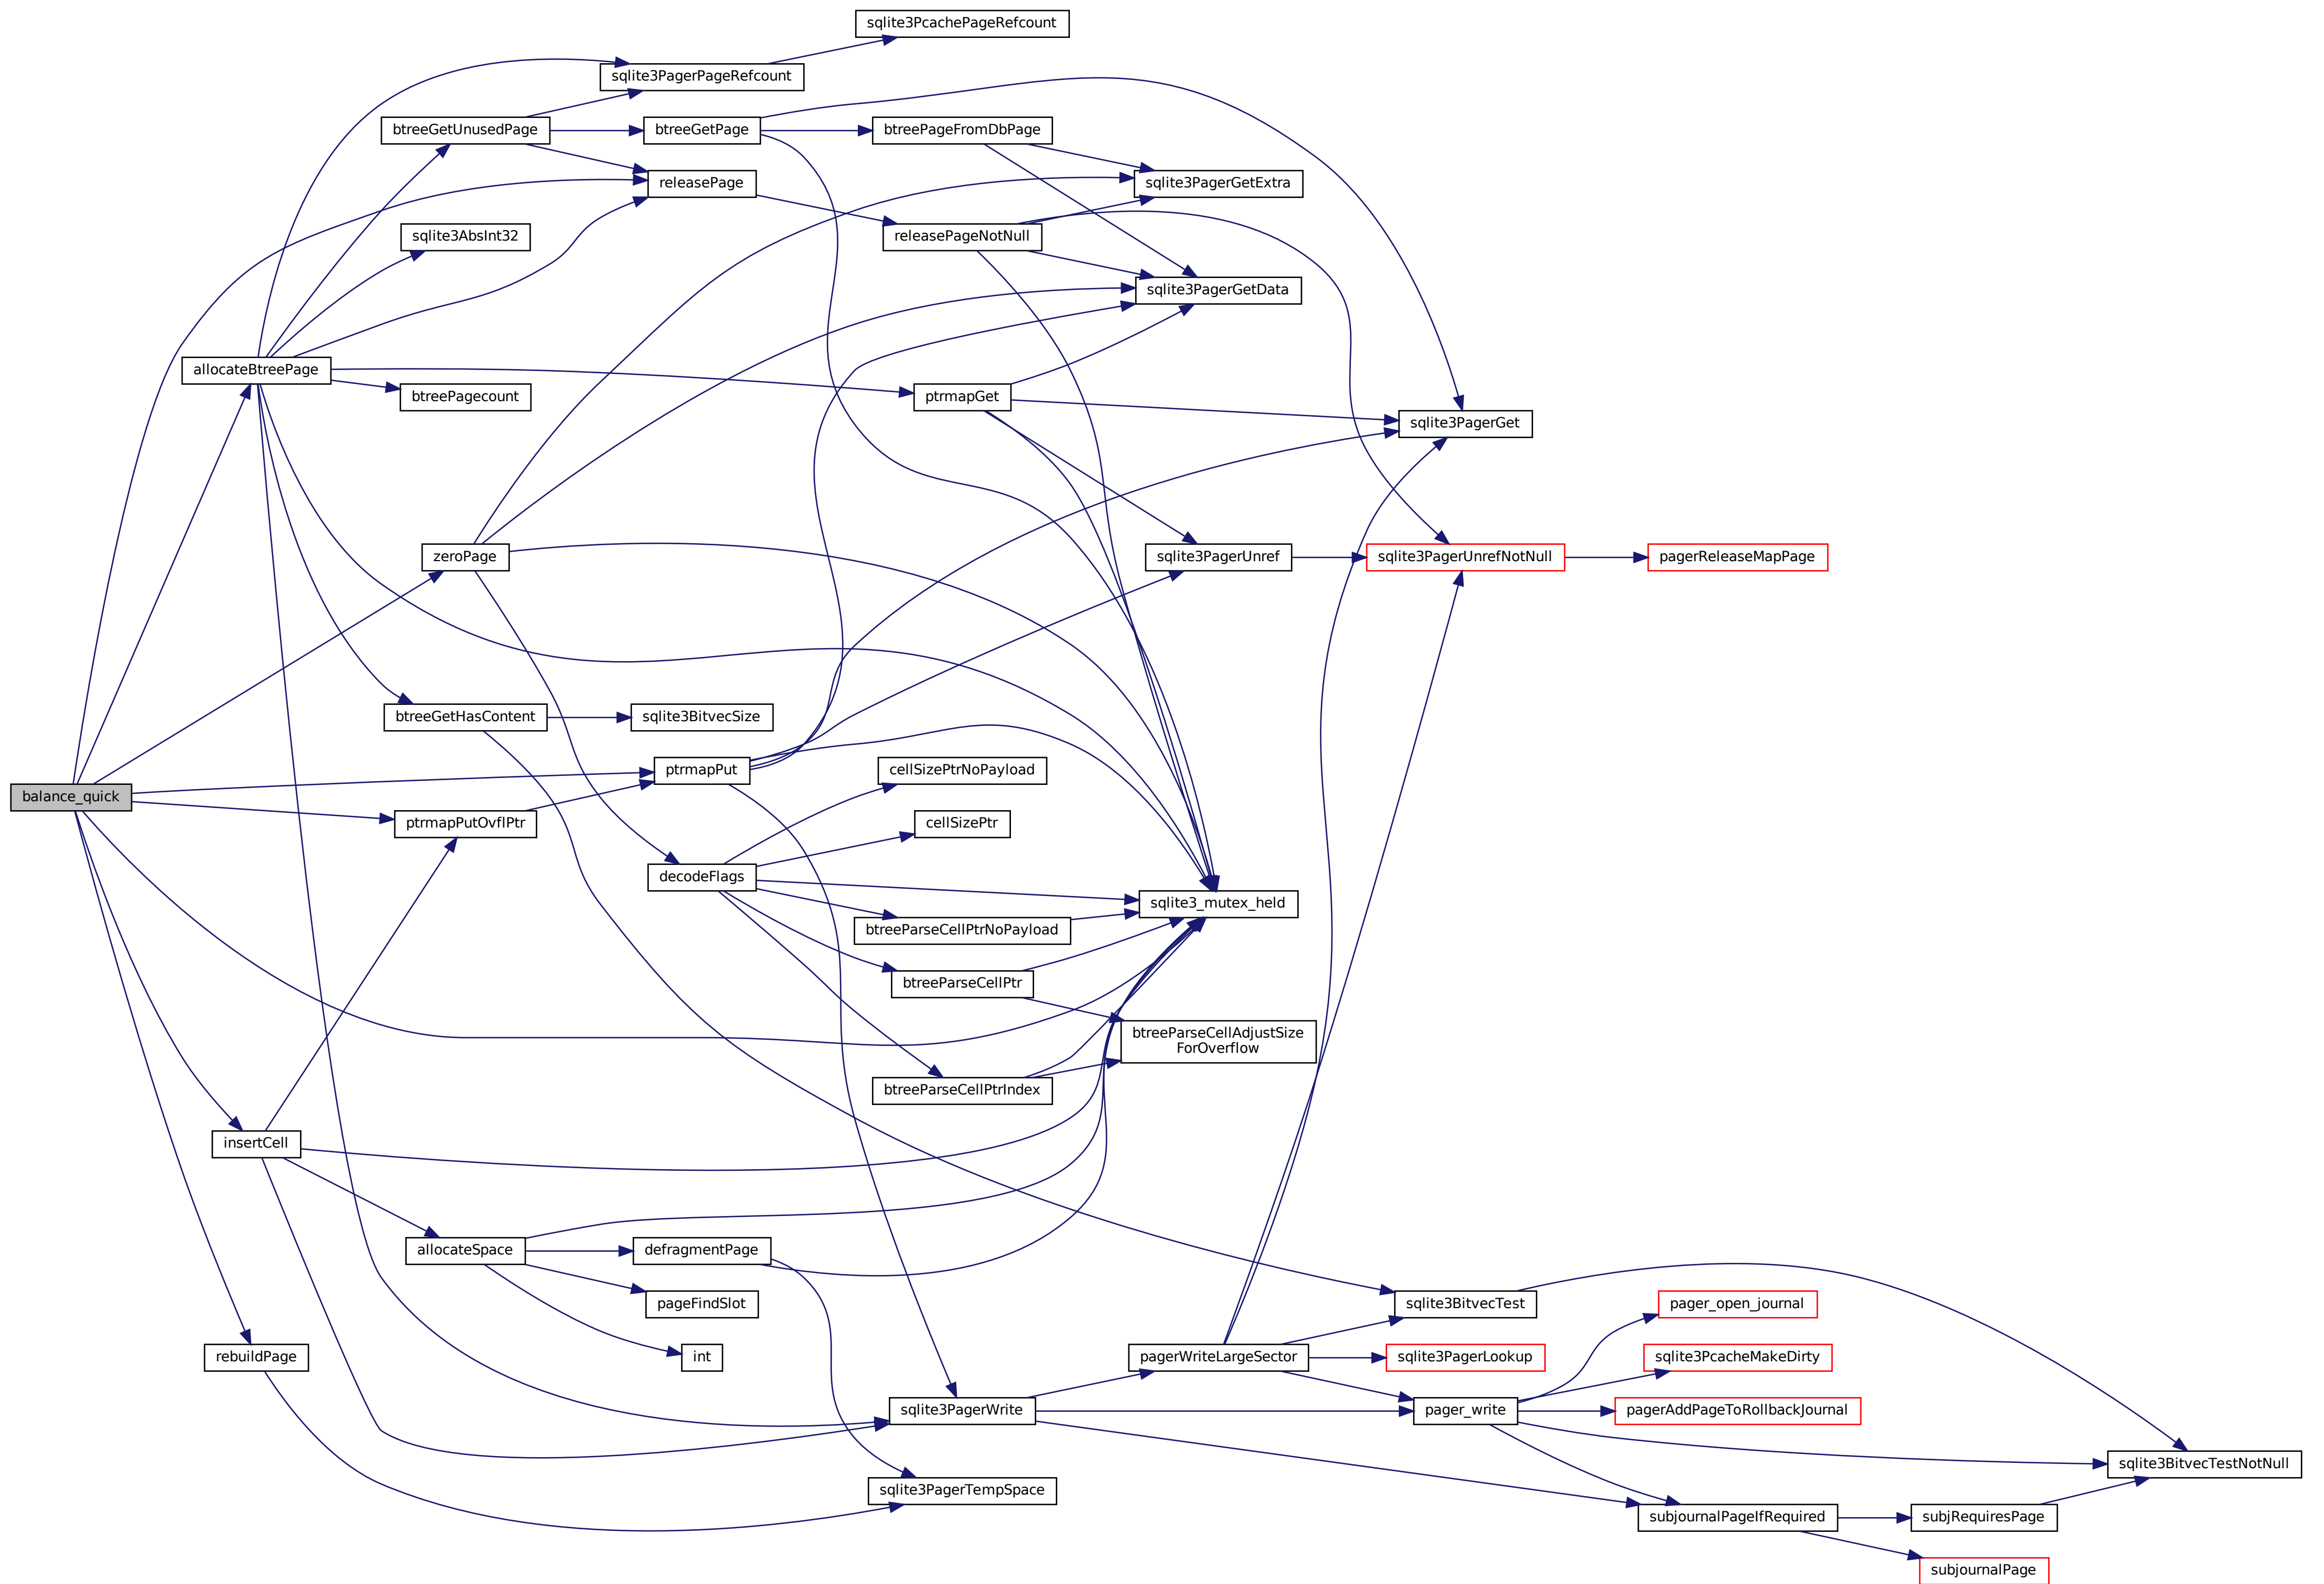 sqlite3PcachePageRefcount
sqlite3PagerPageRefcount
btreeGetUnusedPage
btreeGetPage
btreePageFromDbPage
releasePage
sqlite3PagerGetExtra
sqlite3AbsInt32
releasePageNotNull
sqlite3PagerGetData
allocateBtreePage
btreePagecount
ptrmapGet
sqlite3PagerGet
zeroPage
sqlite3PagerUnref
sqlite3PagerUnrefNotNull
pagerReleaseMapPage
btreeGetHasContent
sqlite3BitvecSize
balance_quick
ptrmapPut
cellSizePtrNoPayload
ptrmapPutOvflPtr
cellSizePtr
decodeFlags
sqlite3_mutex_held
btreeParseCellPtrNoPayload
btreeParseCellPtr
btreeParseCellAdjustSize
ForOverflow
btreeParseCellPtrIndex
insertCell
allocateSpace
defragmentPage
pageFindSlot
sqlite3BitvecTest
pager_open_journal
rebuildPage
int
pagerWriteLargeSector
sqlite3PagerLookup
sqlite3PcacheMakeDirty
sqlite3PagerWrite
pager_write
pagerAddPageToRollbackJournal
sqlite3BitvecTestNotNull
sqlite3PagerTempSpace
subjournalPageIfRequired
subjRequiresPage
subjournalPage